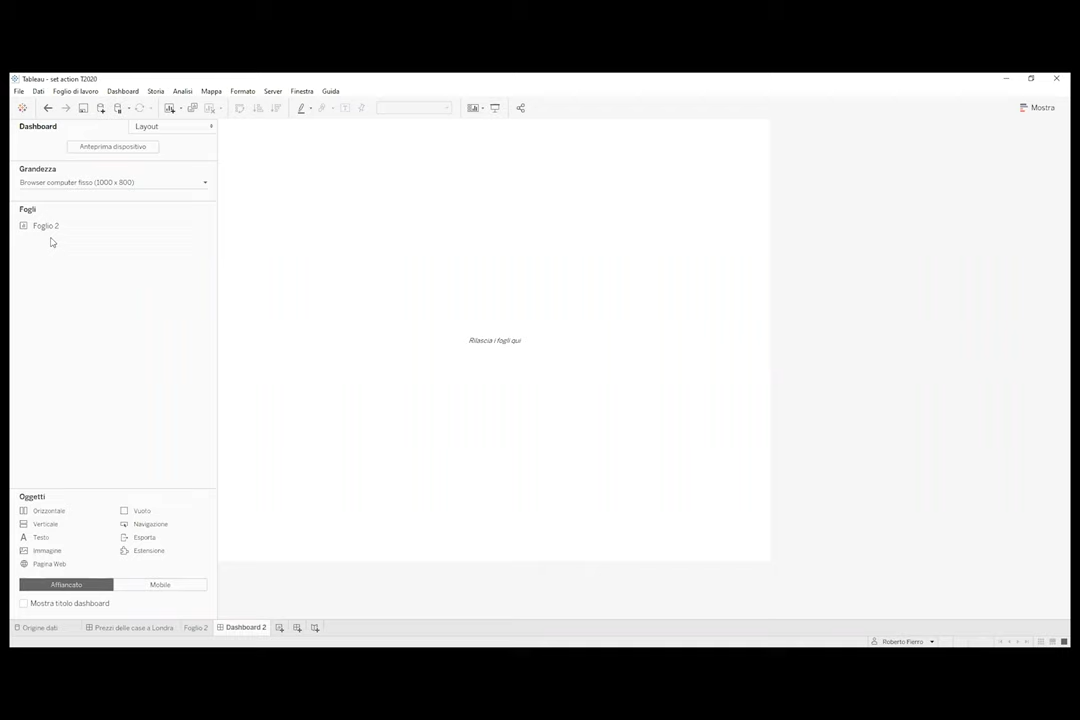 Tableau - set action T2020
File Dati Foglio di lavoro Dashboard Storia Analisi Mappa Formato Server Finestra Guida
Mostra
Dashboard Layout
Anteprima dispositivo
Grandezza
Browser computer fisso (1000 x 800)
Fogli
Foglio 2
Rilascia i fogli qui
Oggetti
Orizzontale Vuoto
Verticale Navigazione
Testo Esporta
Immagine Estensione
Pagina Web
Affiancato Mobile
Mostra titolo dashboard
Origine dati Prezzi delle case a Londra Foglio 2 Dashboard 2
Roberto Fierro